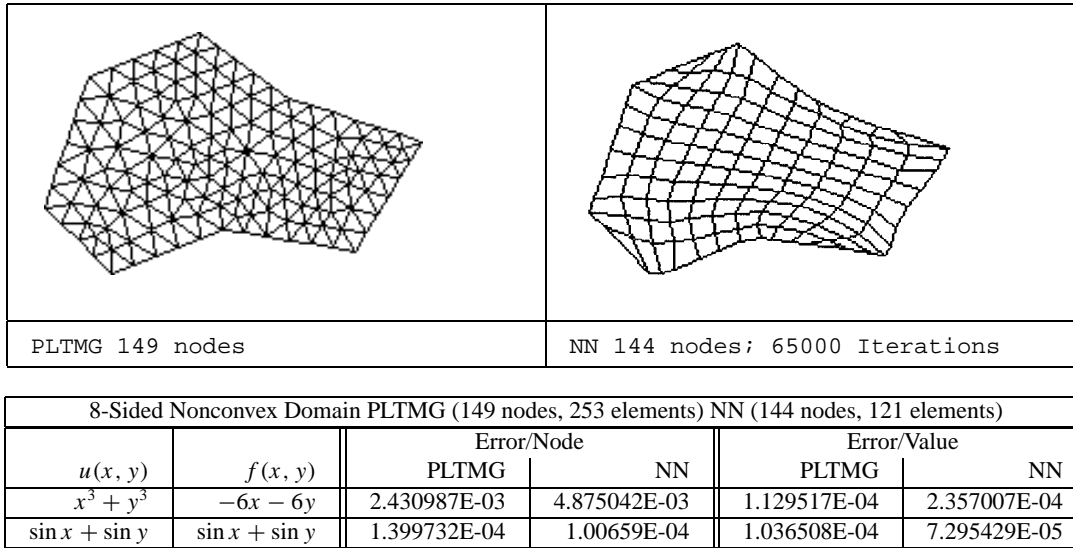 PLTMG 149 nodes
NN 144 nodes; 65000 Iterations
8-Sided Nonconvex Domain PLTMG (149 nodes, 253 elements) NN (144 nodes, 121 elements)
Error/Node Error/Value
u(x, y) f(x, y) PLTMG NN PLTMG NN
x³ + y³ −6x − 6y 2.430987E-03 4.875042E-03 1.129517E-04 2.357007E-04
sin x + sin y sin x + sin y 1.399732E-04 1.00659E-04 1.036508E-04 7.295429E-05